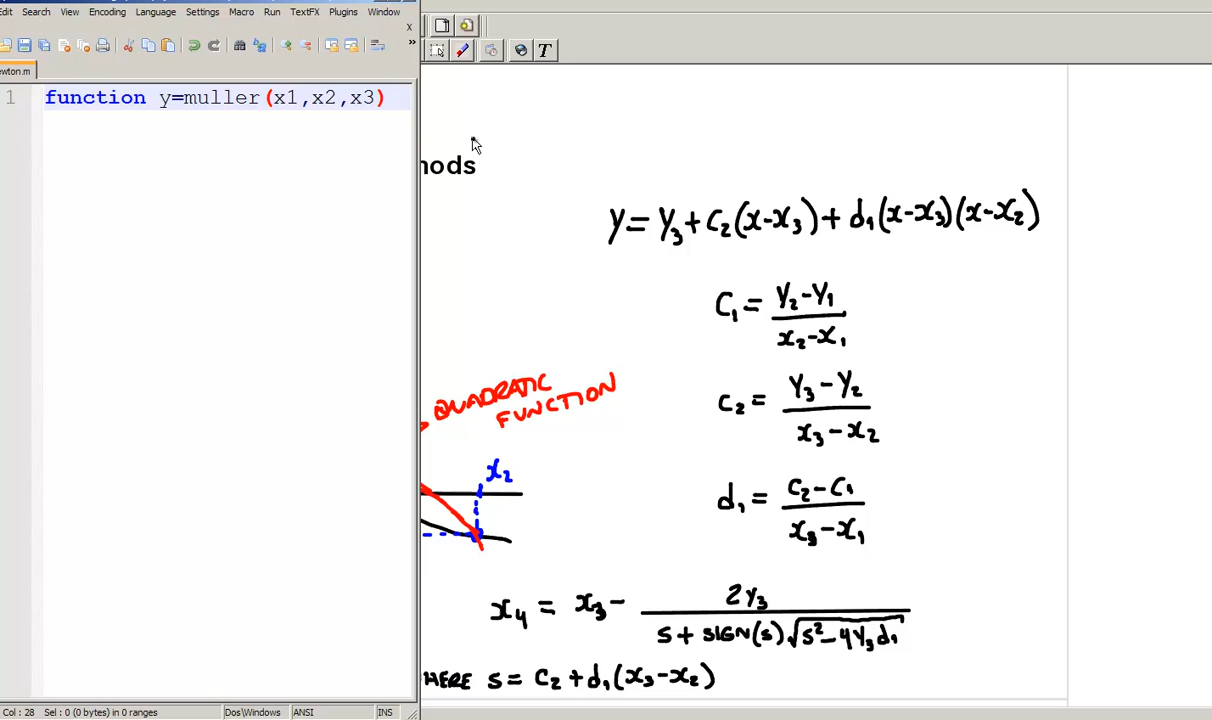 Edit Search View Encoding Language Settings Macro Run TextFX Plugins Window
X
»
T
wton.m
1 function y=muller(x1,x2,x3)
nods
y = y₃ + c₂(x-x₃) + d₁(x-x₃)(x-x₂)
C₁ = (y₂-y₁)/(x₂-x₁)
c₂ = (y₃-y₂)/(x₃-x₂)
QUADRATIC
FUNCTION
x₂
d₁ = (c₂-c₁)/(x₃-x₁)
x₄ = x₃ - 2y₃/(s+SIGN(s)√(s²-4y₃d₁))
HERE s = c₂+d₁(x₃-x₂)
Col : 28 Sel : 0 (0 bytes) in 0 ranges Dos\Windows ANSI INS